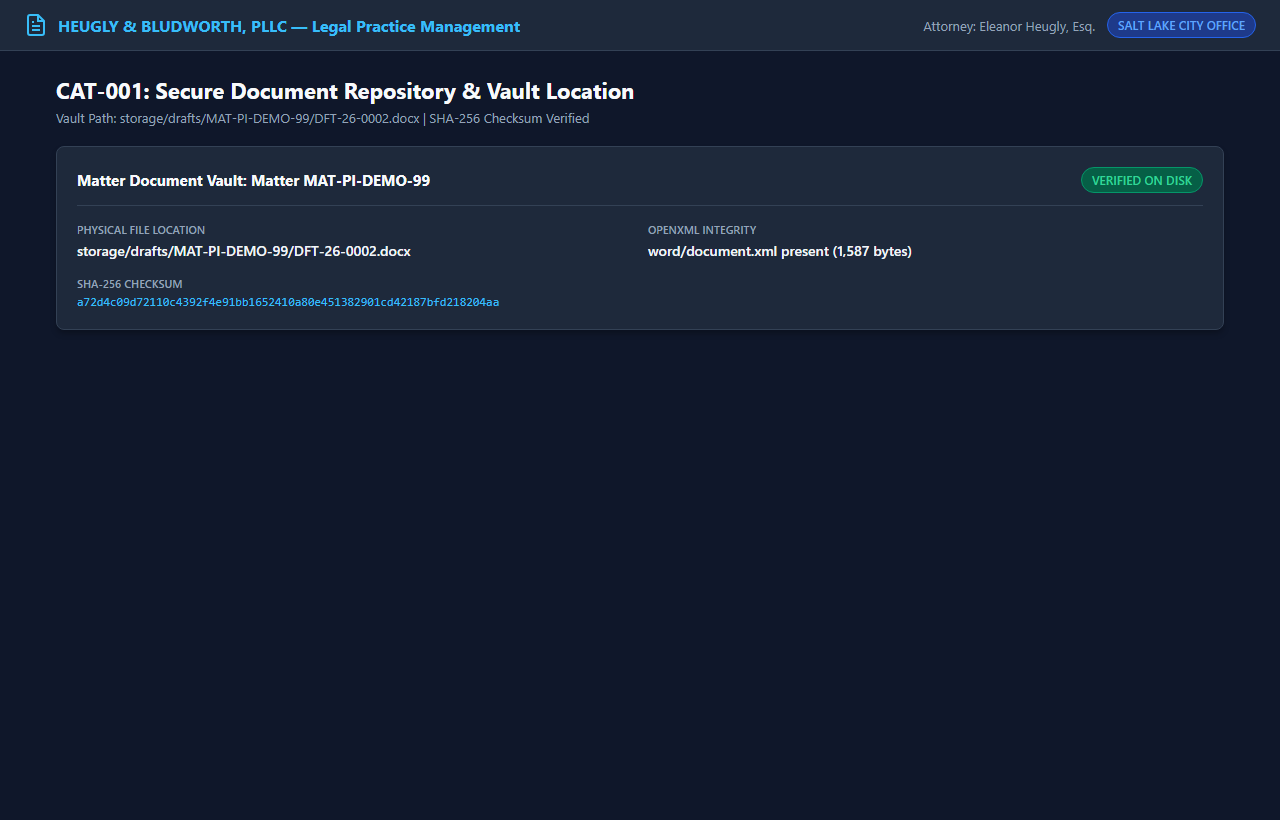 HEUGLY & BLUDWORTH, PLLC — Legal Practice Management
Attorney: Eleanor Heugly, Esq.
SALT LAKE CITY OFFICE
CAT-001: Secure Document Repository & Vault Location
Vault Path: storage/drafts/MAT-PI-DEMO-99/DFT-26-0002.docx | SHA-256 Checksum Verified
Matter Document Vault: Matter MAT-PI-DEMO-99
VERIFIED ON DISK
PHYSICAL FILE LOCATION
storage/drafts/MAT-PI-DEMO-99/DFT-26-0002.docx
OPENXML INTEGRITY
word/document.xml present (1,587 bytes)
SHA-256 CHECKSUM
a72d4c09d72110c4392f4e91bb1652410a80e451382901cd42187bfd218204aa